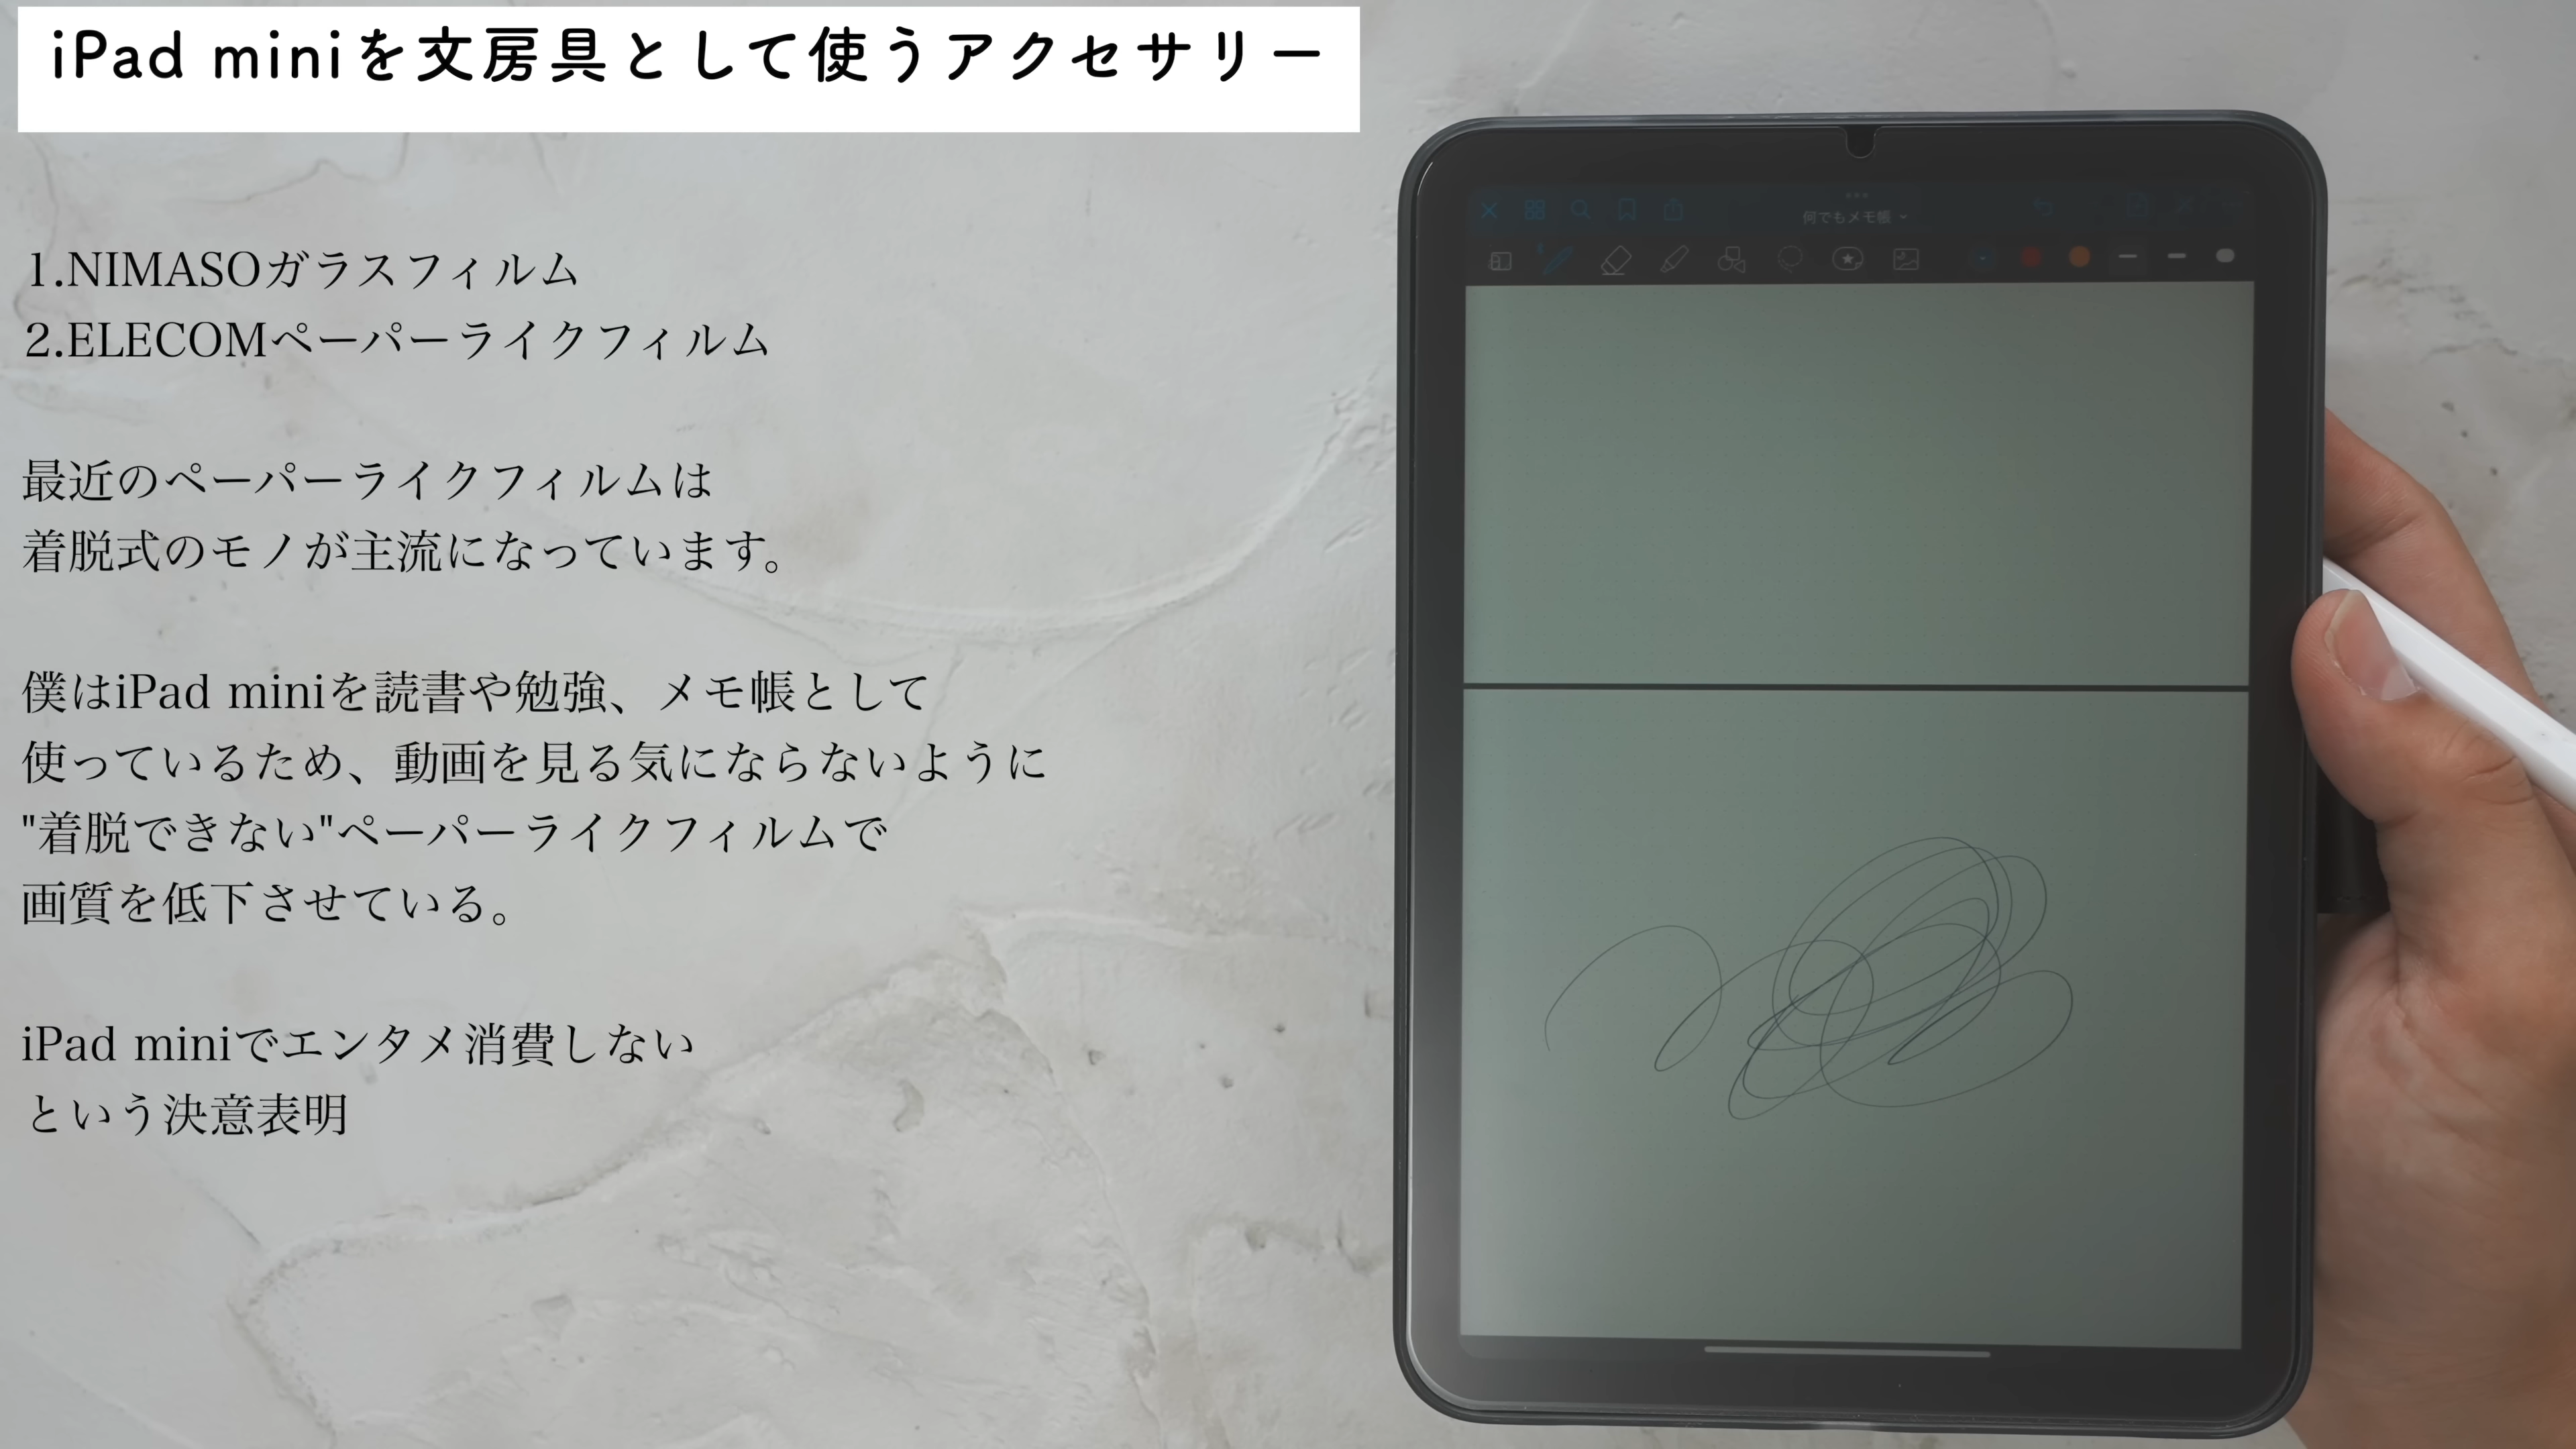 iPad miniを文房具として使うアクセサリー
1.NIMASOガラスフィルム
2.ELECOMペーパーライクフィルム
最近のペーパーライクフィルムは
着脱式のモノが主流になっています。
僕はiPad miniを読書や勉強、メモ帳として
使っているため、動画を見る気にならないように
"着脱できない"ペーパーライクフィルムで
画質を低下させている。
iPad miniでエンタメ消費しない
という決意表明
何でもメモ帳